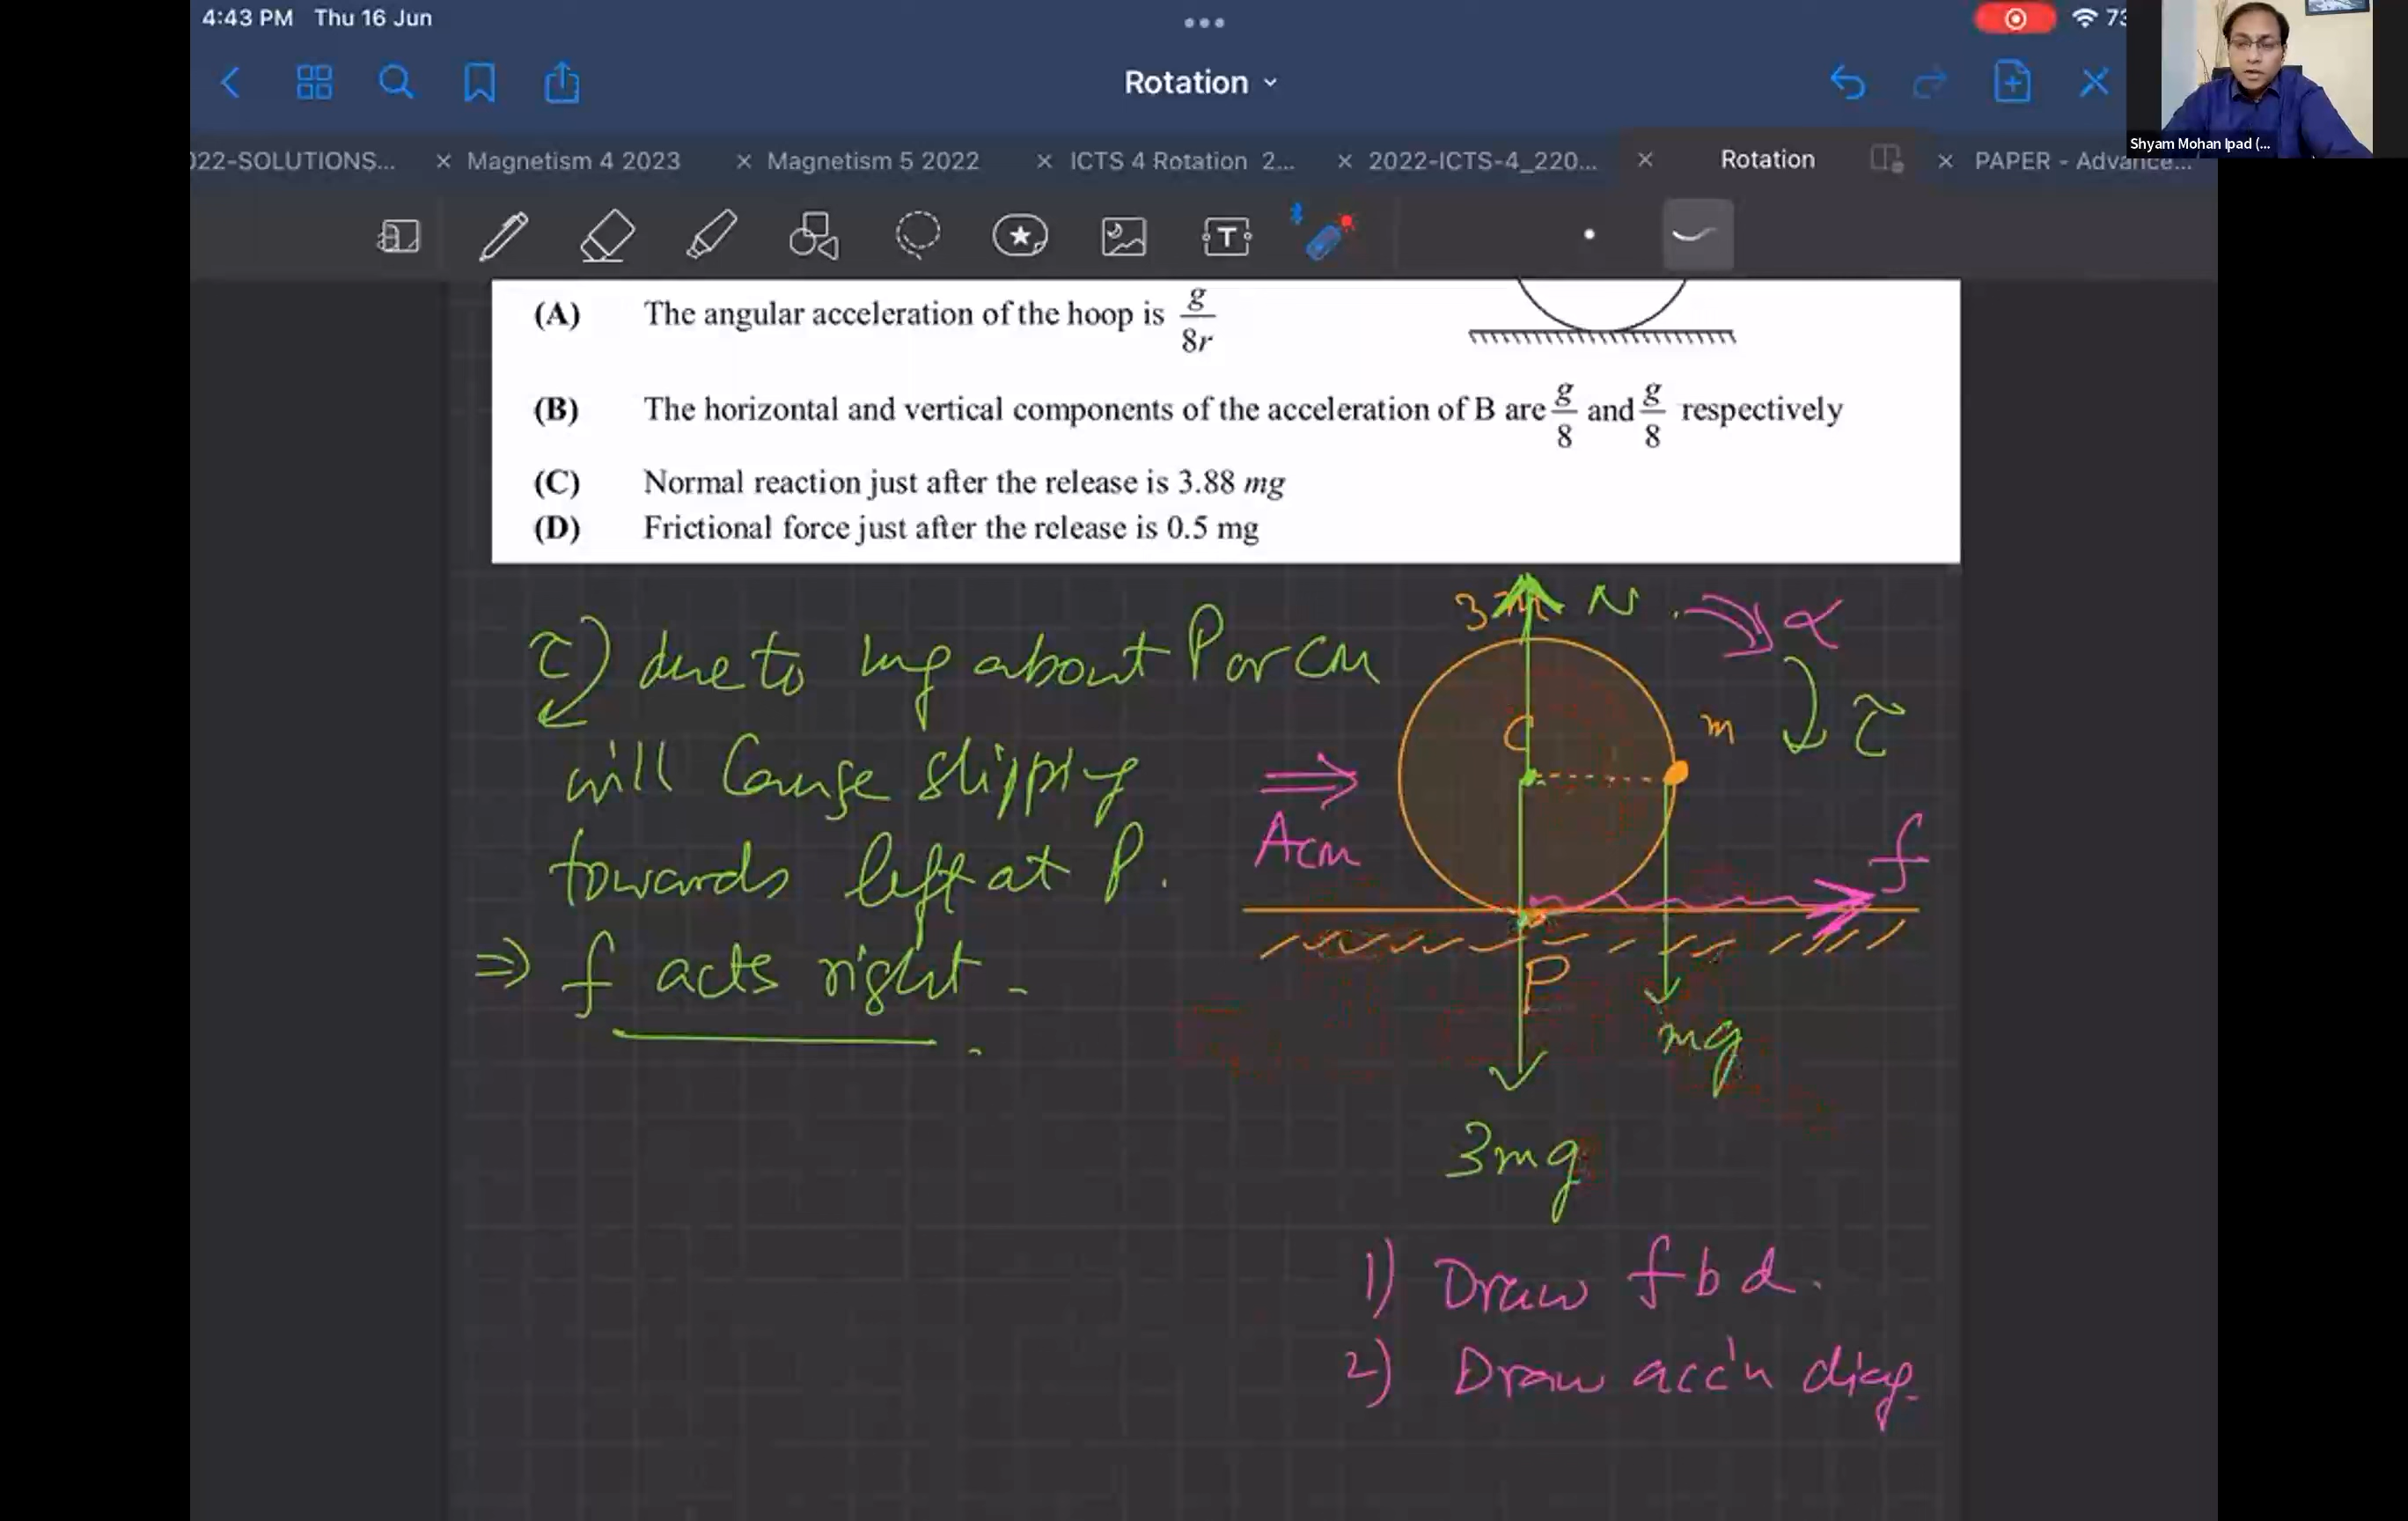 4:43 PM Thu 16 Jun
73
Rotation
Shyam Mohan Ipad (...
022-SOLUTIONS...
Magnetism 4 2023
Magnetism 5 2022
ICTS 4 Rotation 2...
2022-ICTS-4_220...
Rotation
PAPER - Advance...
T
(A) The angular acceleration of the hoop is g/8r
(B) The horizontal and vertical components of the acceleration of B are g/8 and g/8 respectively
(C) Normal reaction just after the release is 3.88 mg
(D) Frictional force just after the release is 0.5 mg
τ due to mg about P or CM
will Cause slipping
towards left at P.
⇒ f acts right.
3m N α
C m τ
Acm f
P
mg
3mg
1) Draw fbd.
2) Draw acc'n diag.